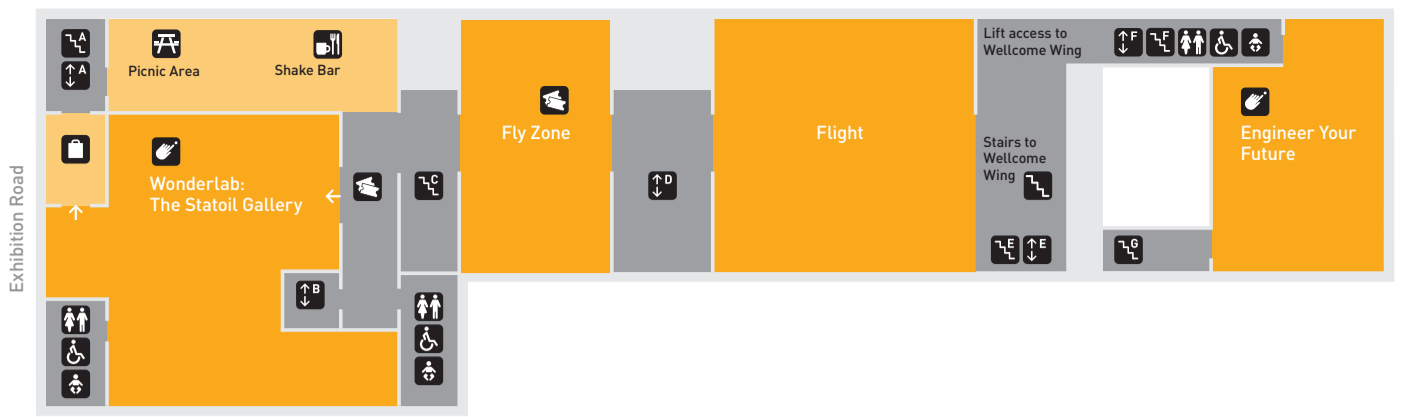 A
A
Picnic Area
Shake Bar
Wonderlab:
The Statoil Gallery
B
C
Fly Zone
D
Flight
Lift access to
Wellcome Wing
F
F
Stairs to
Wellcome
Wing
E
E
G
Engineer Your
Future
Exhibition Road